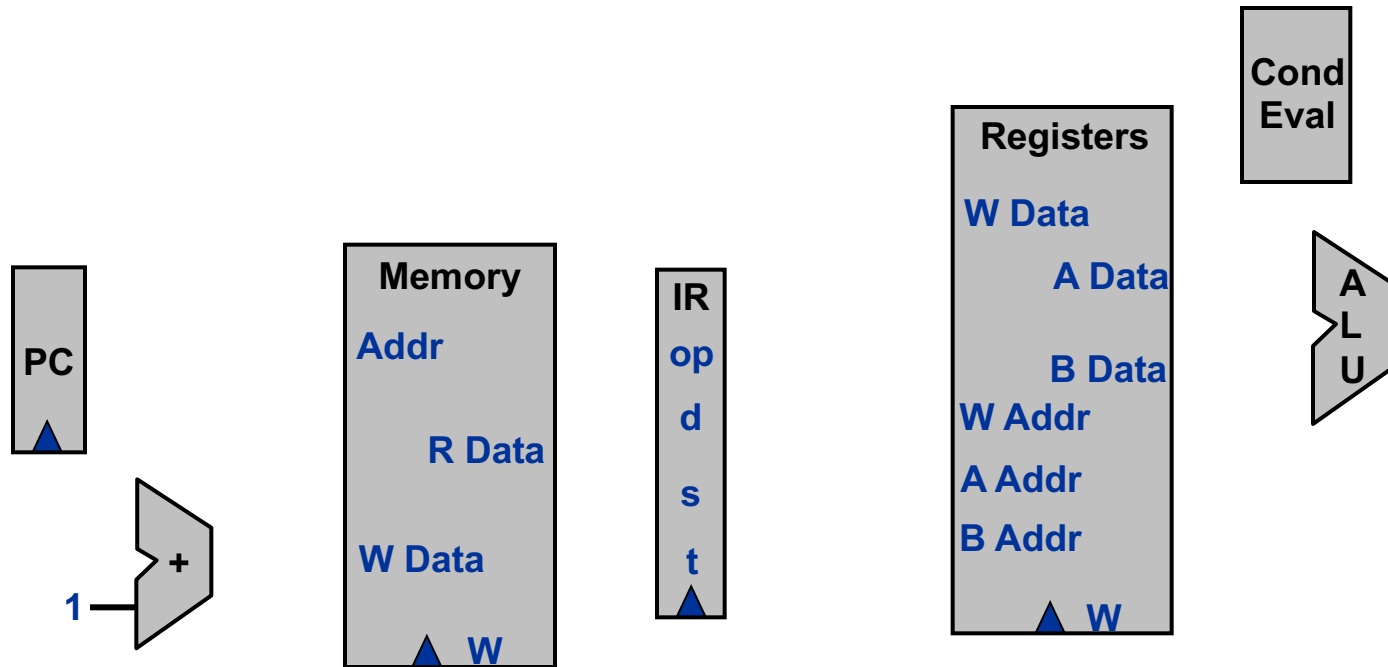 Cond
Eval
Registers
W Data
A Data
B Data
W Addr
A Addr
B Addr
W
Memory
Addr
R Data
W Data
W
IR
op
d
s
t
PC
+
1
A
L
U